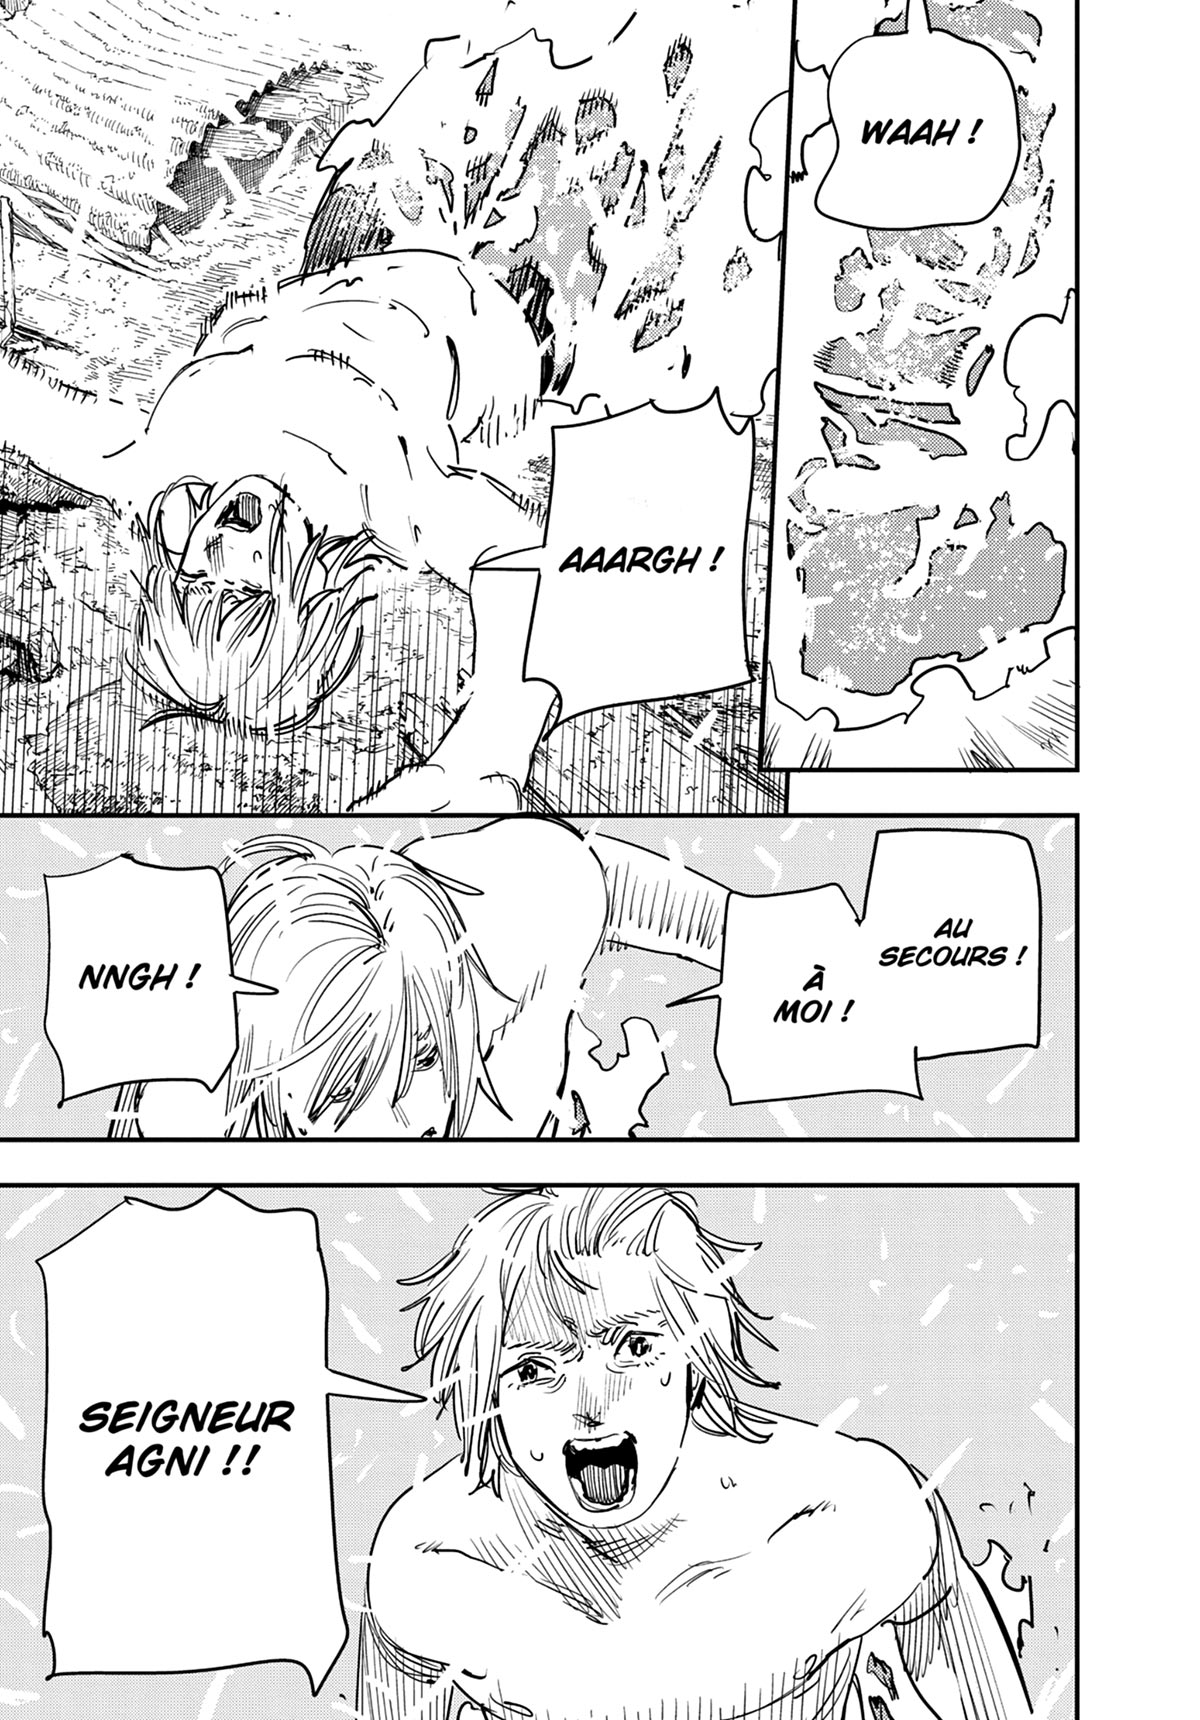 WAAH !
AAARGH !
AU
SECOURS !
À
MOI !
NNGH !
SEIGNEUR
AGNI !!